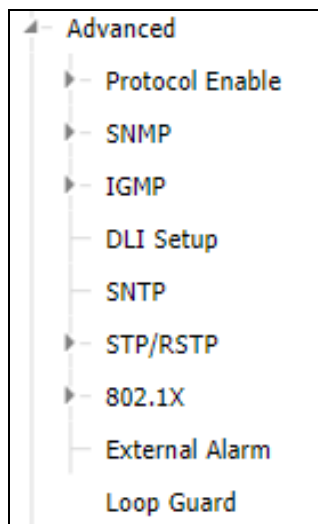 Advanced
Protocol Enable
SNMP
IGMP
DLI Setup
SNTP
STP/RSTP
802.1X
External Alarm
Loop Guard